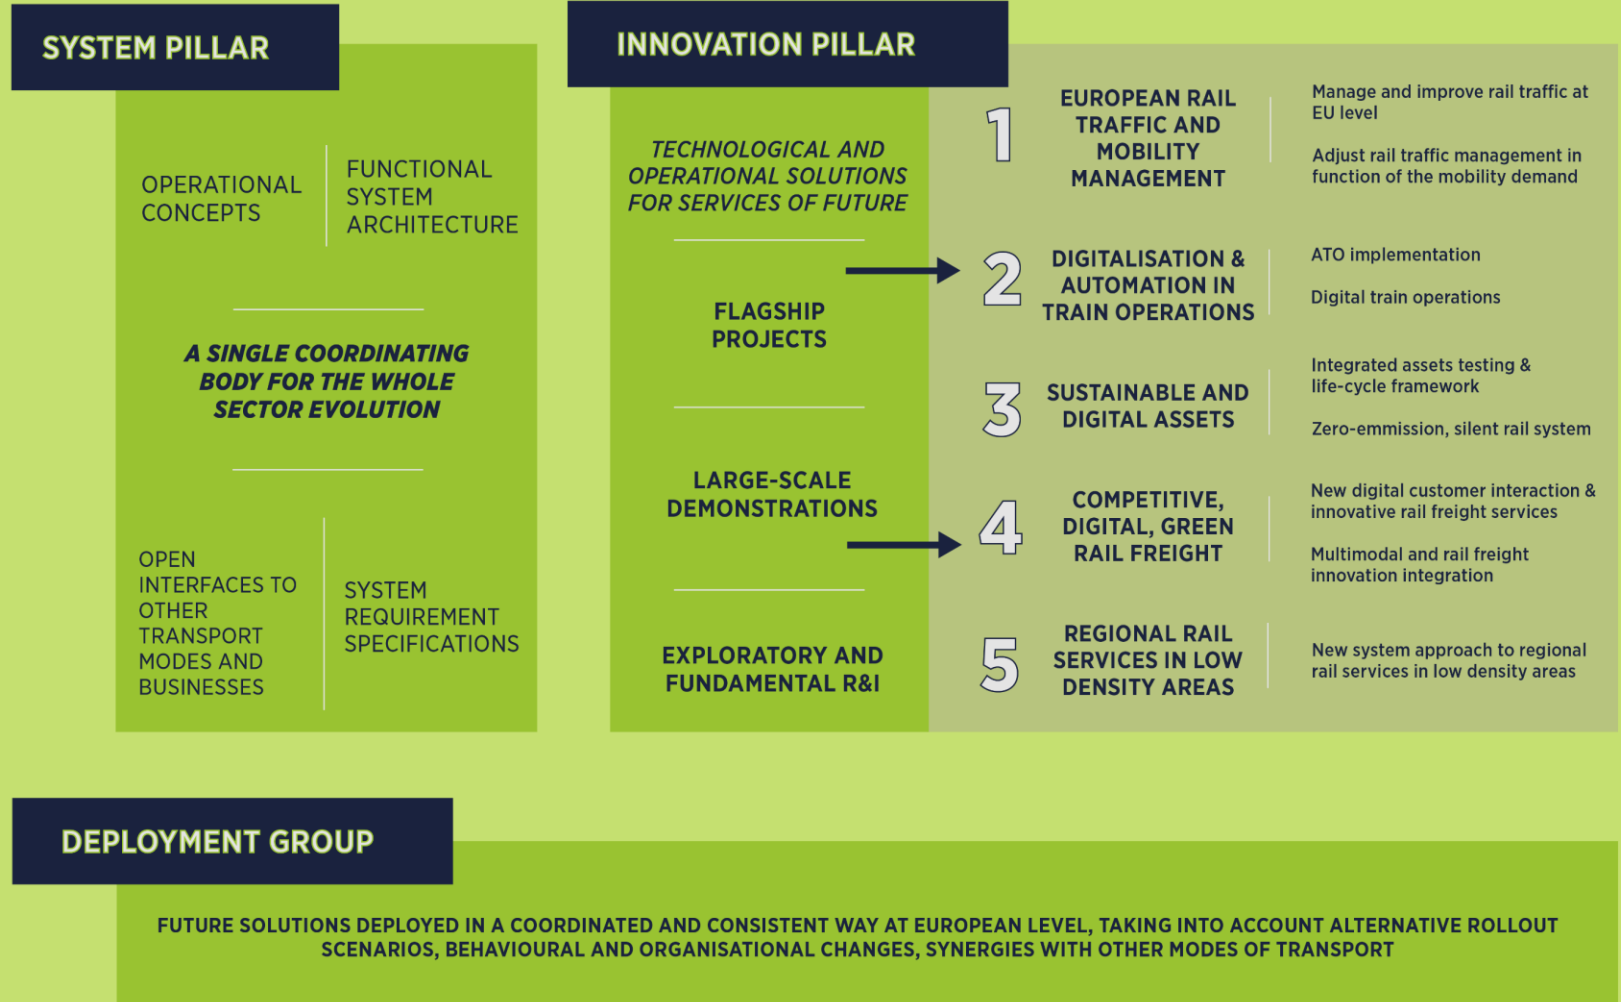 SYSTEM PILLAR
OPERATIONAL
CONCEPTS
FUNCTIONAL
SYSTEM
ARCHITECTURE
A SINGLE COORDINATING
BODY FOR THE WHOLE
SECTOR EVOLUTION
OPEN
INTERFACES TO
OTHER
TRANSPORT
MODES AND
BUSINESSES
SYSTEM
REQUIREMENT
SPECIFICATIONS
INNOVATION PILLAR
TECHNOLOGICAL AND
OPERATIONAL SOLUTIONS
FOR SERVICES OF FUTURE
FLAGSHIP
PROJECTS
LARGE-SCALE
DEMONSTRATIONS
EXPLORATORY AND
FUNDAMENTAL R&I
1
EUROPEAN RAIL
TRAFFIC AND
MOBILITY
MANAGEMENT
Manage and improve rail traffic at
EU level
Adjust rail traffic management in
function of the mobility demand
2
DIGITALISATION &
AUTOMATION IN
TRAIN OPERATIONS
ATO implementation
Digital train operations
3
SUSTAINABLE AND
DIGITAL ASSETS
Integrated assets testing &
life-cycle framework
Zero-emmission, silent rail system
4
COMPETITIVE,
DIGITAL, GREEN
RAIL FREIGHT
New digital customer interaction &
innovative rail freight services
Multimodal and rail freight
innovation integration
5
REGIONAL RAIL
SERVICES IN LOW
DENSITY AREAS
New system approach to regional
rail services in low density areas
DEPLOYMENT GROUP
FUTURE SOLUTIONS DEPLOYED IN A COORDINATED AND CONSISTENT WAY AT EUROPEAN LEVEL, TAKING INTO ACCOUNT ALTERNATIVE ROLLOUT
SCENARIOS, BEHAVIOURAL AND ORGANISATIONAL CHANGES, SYNERGIES WITH OTHER MODES OF TRANSPORT